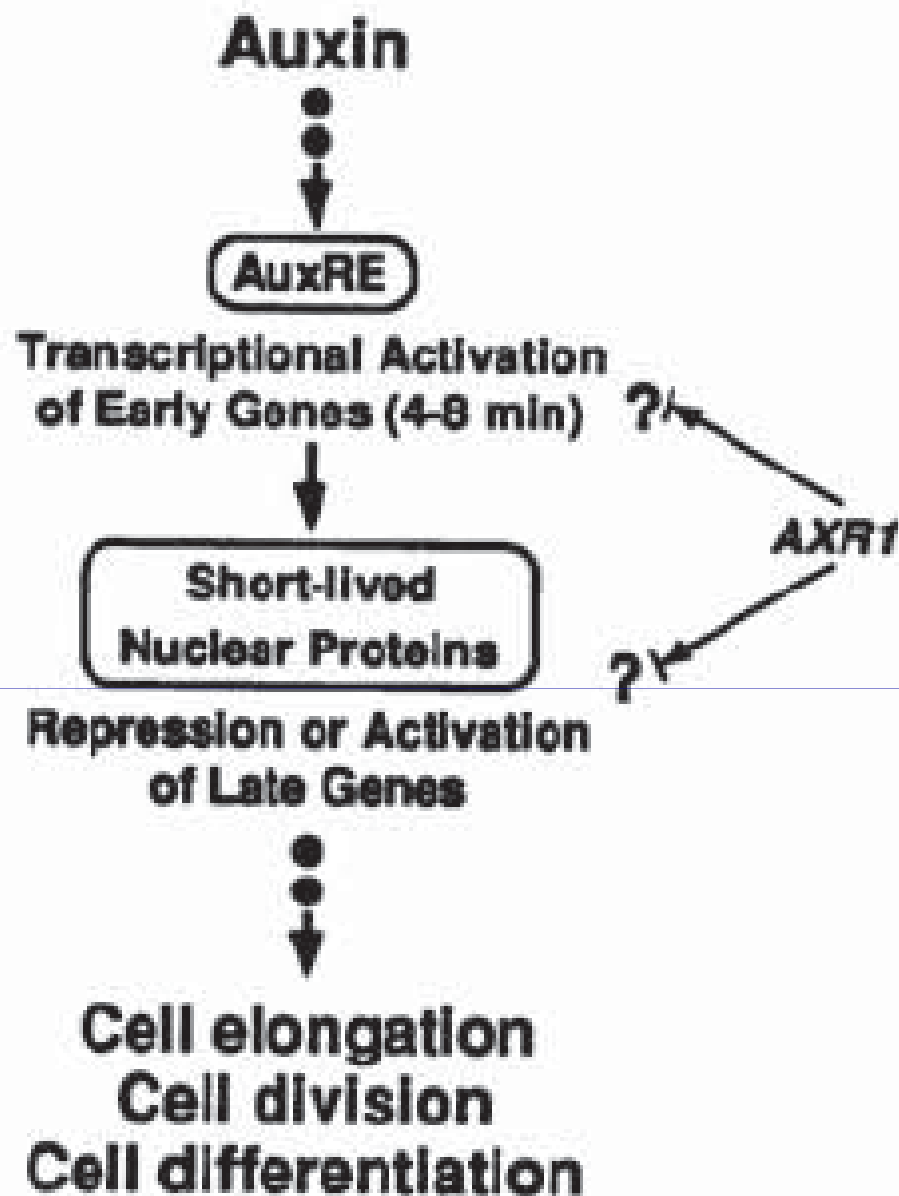 Auxin
AuxRE
Transcriptional Activation
of Early Genes (4-8 min)
?
AXR1
Short-lived
Nuclear Proteins
?
Repression or Activation
of Late Genes
Cell elongation
Cell division
Cell differentiation